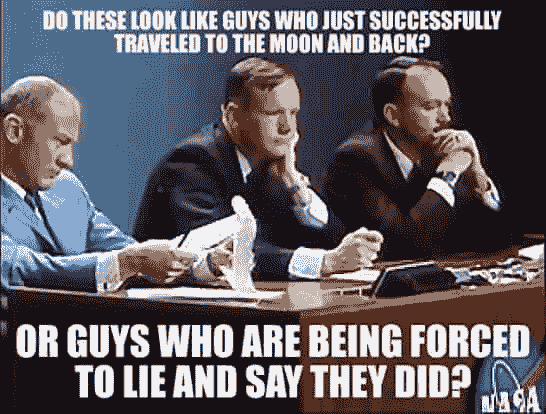 DO THESE LOOK LIKE GUYS WHO JUST SUCCESSFULLY
TRAVELED TO THE MOON AND BACK?
OR GUYS WHO ARE BEING FORCED
TO LIE AND SAY THEY DID?
NASA